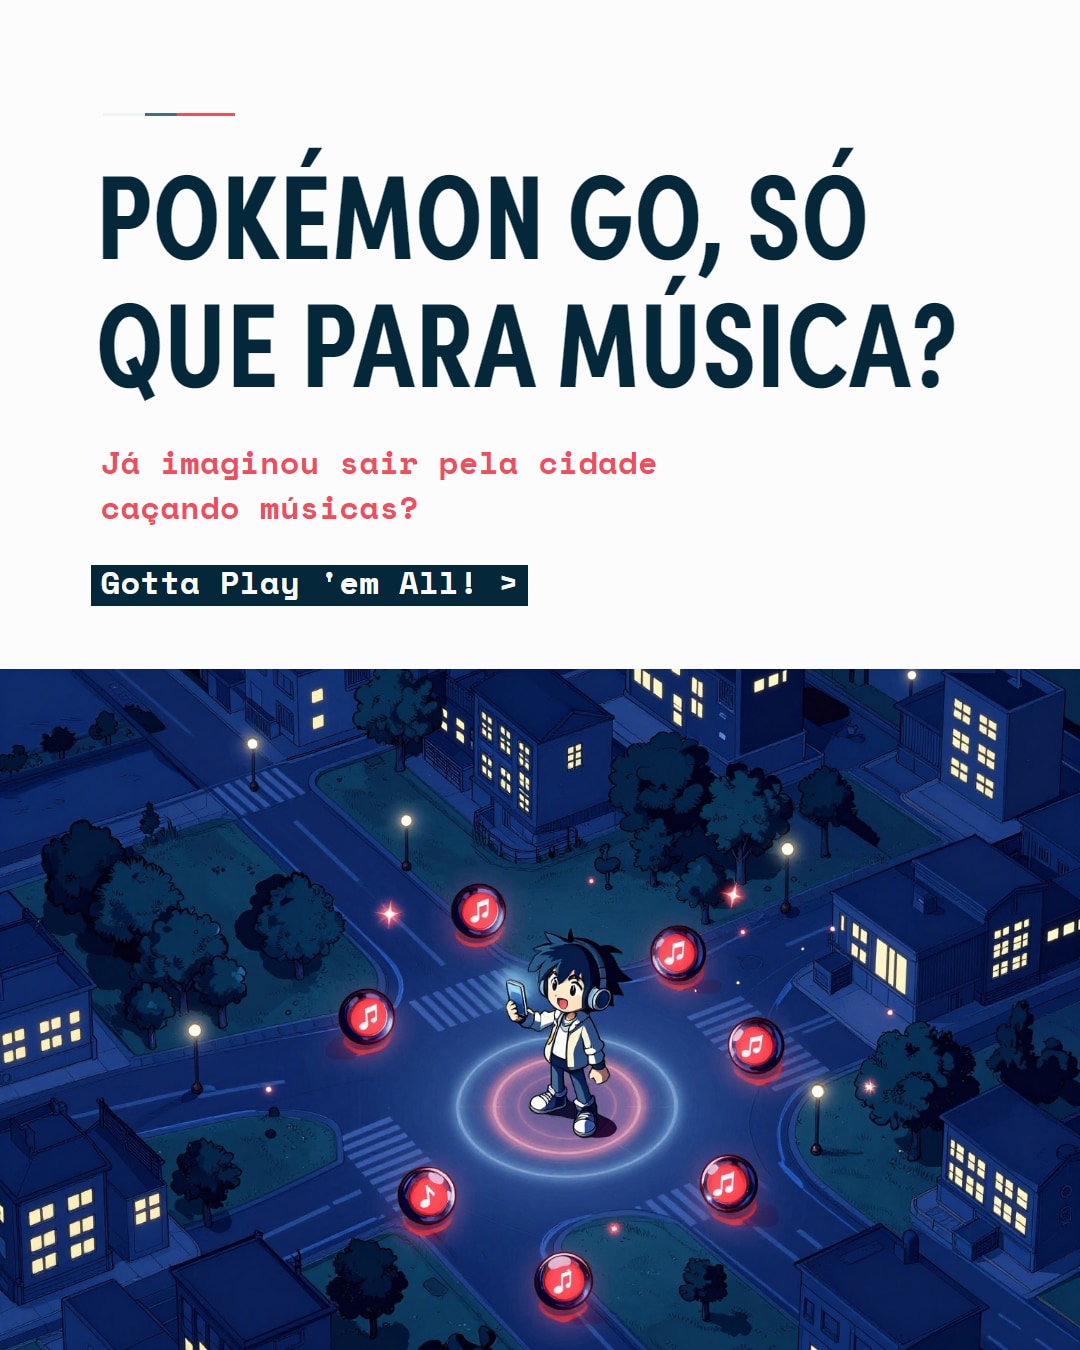 POKÉMON GO, SÓ
QUE PARA MÚSICA?
Já imaginou sair pela cidade
caçando músicas?
Gotta Play 'em All! >